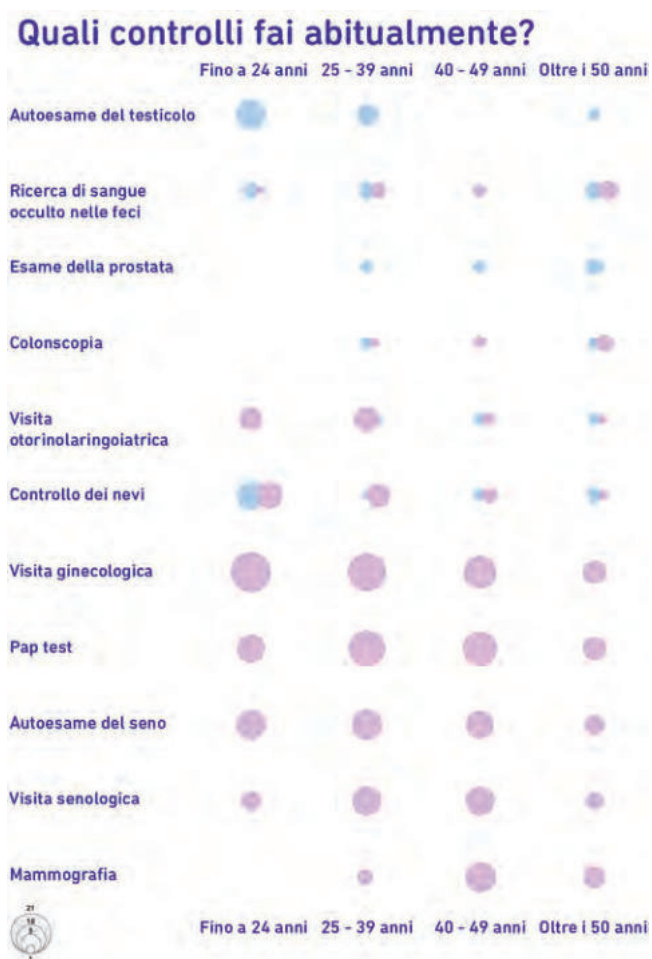 Quali controlli fai abitualmente?
Fino a 24 anni 25 - 39 anni 40 - 49 anni Oltre i 50 anni
Autoesame del testicolo
Ricerca di sangue
occulto nelle feci
Esame della prostata
Colonscopia
Visita
otorinolaringoiatrica
Controllo dei nevi
Visita ginecologica
Pap test
Autoesame del seno
Visita senologica
Mammografia
21
Fino a 24 anni 25 - 39 anni 40 - 49 anni Oltre i 50 anni